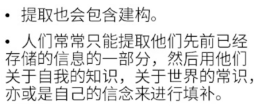 • 提取也会包含建构。
• 人们常常只能提取他们先前已经
存储的信息的一部分，然后用他们
关于自我的知识，关于世界的常识，
亦或是自己的信念来进行填补。